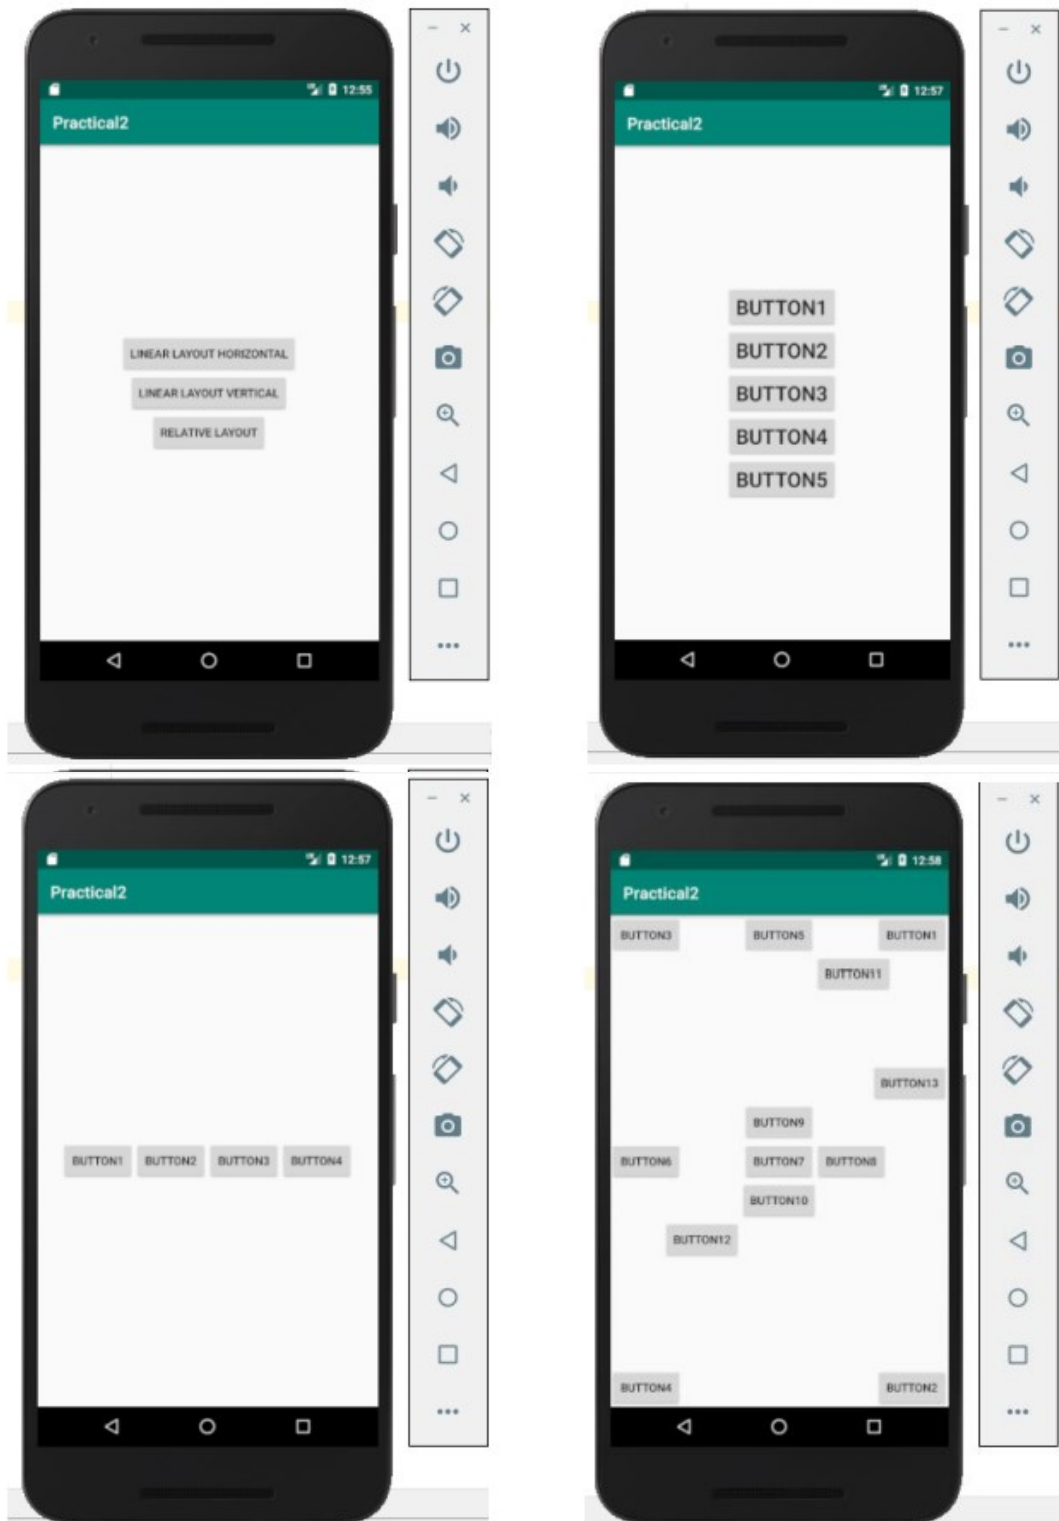 12:55
Practical2
LINEAR LAYOUT HORIZONTAL
LINEAR LAYOUT VERTICAL
RELATIVE LAYOUT
12:57
Practical2
BUTTON1
BUTTON2
BUTTON3
BUTTON4
BUTTON5
12:57
Practical2
BUTTON1 BUTTON2 BUTTON3 BUTTON4
12:58
Practical2
BUTTON3 BUTTON5 BUTTON1
BUTTON11
BUTTON13
BUTTON9
BUTTON6 BUTTON7 BUTTON8
BUTTON10
BUTTON12
BUTTON4 BUTTON2